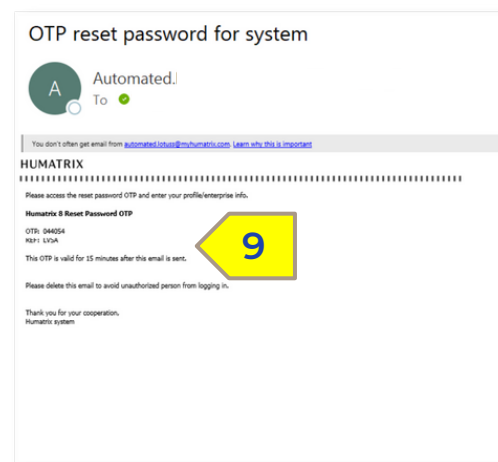 OTP reset password for system
A
Automated.
To
You don't often get email from automated.lotuss@myhumatrix.com. Learn why this is important
HUMATRIX
Please access the reset password OTP and enter your profile/enterprise info.
Humatrix 8 Reset Password OTP
OTP: 044054
REF: EVSA
This OTP is valid for 15 minutes after this email is sent.
9
Please delete this email to avoid unauthorized person from logging in.
Thank you for your cooperation.
Humatrix system